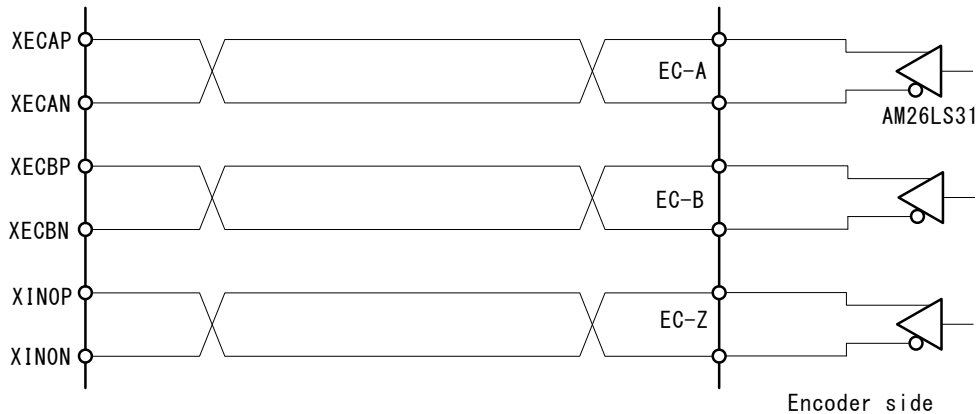 XECAP
EC-A
XECAN
AM26LS31
XECBP
EC-B
XECBN
XINOP
EC-Z
XINON
Encoder side